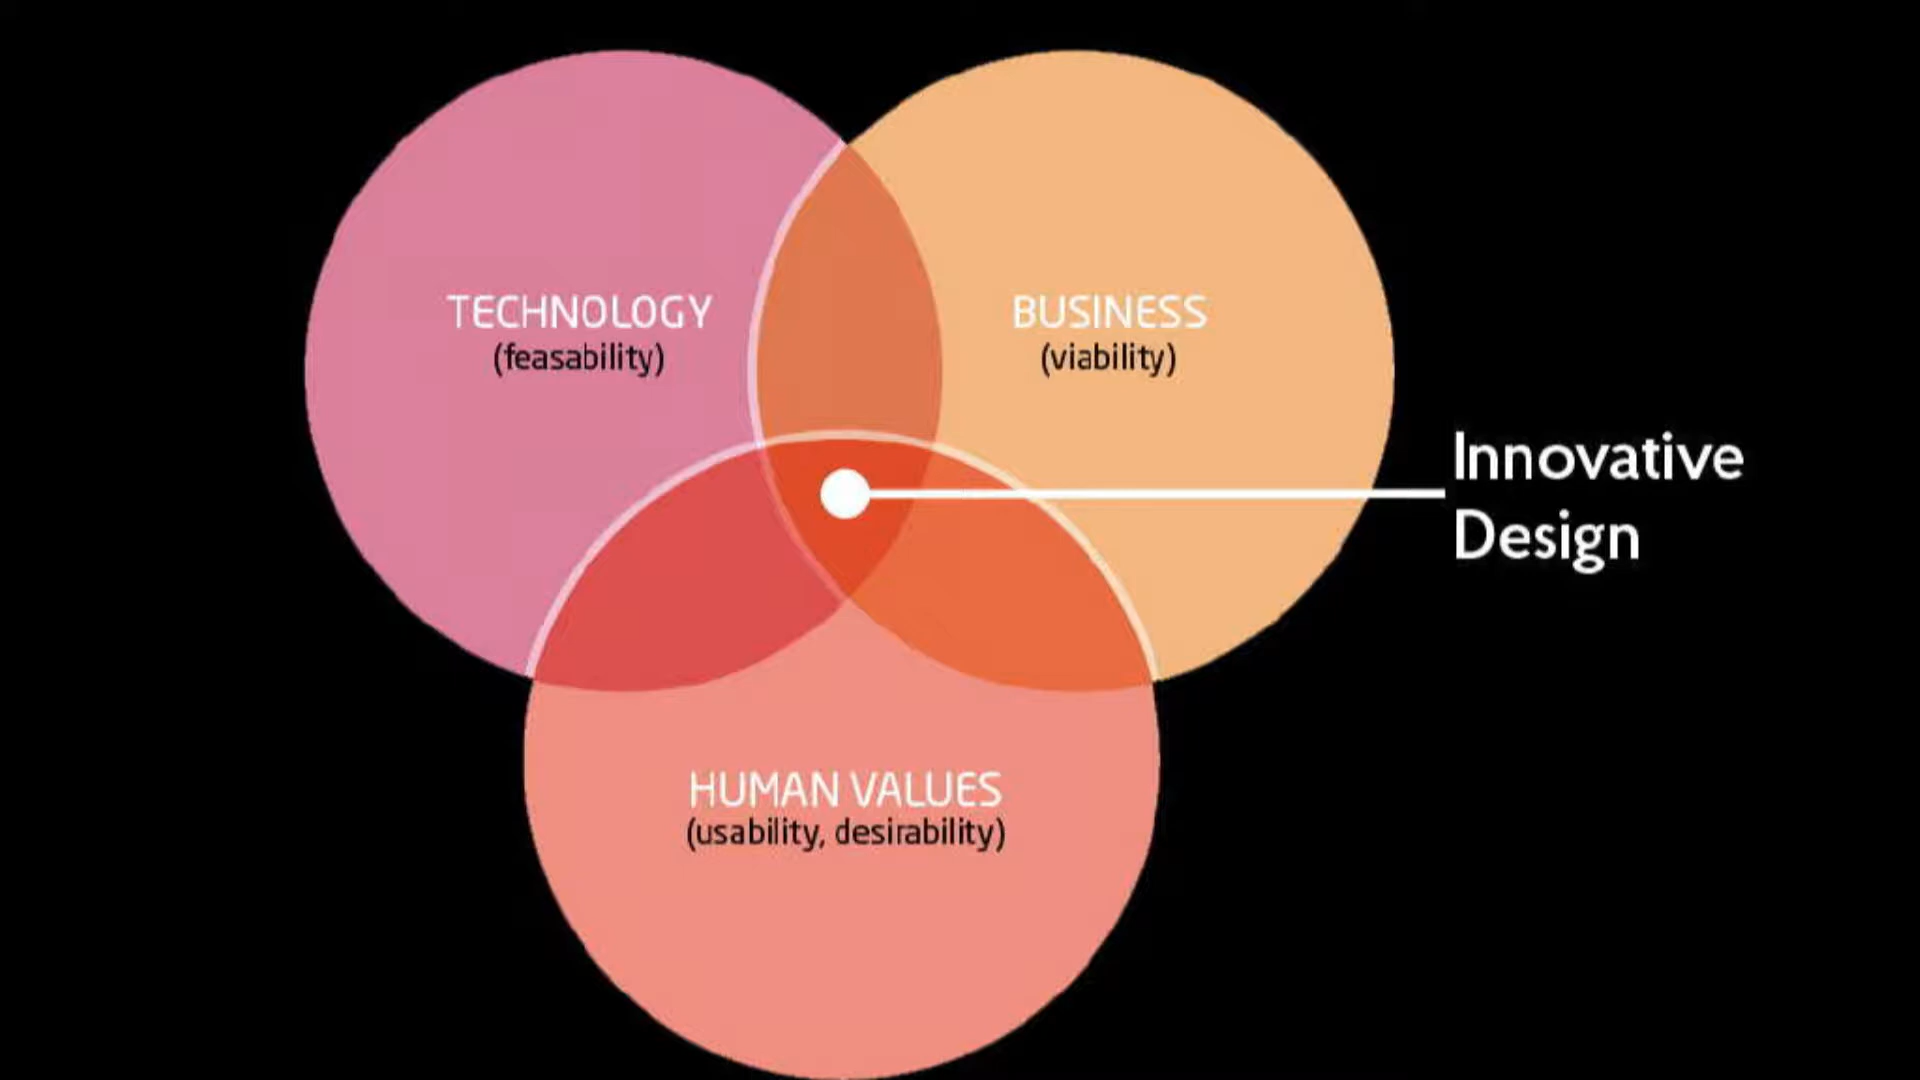 TECHNOLOGY
(feasability)
BUSINESS
(viability)
Innovative
Design
HUMAN VALUES
(usability, desirability)